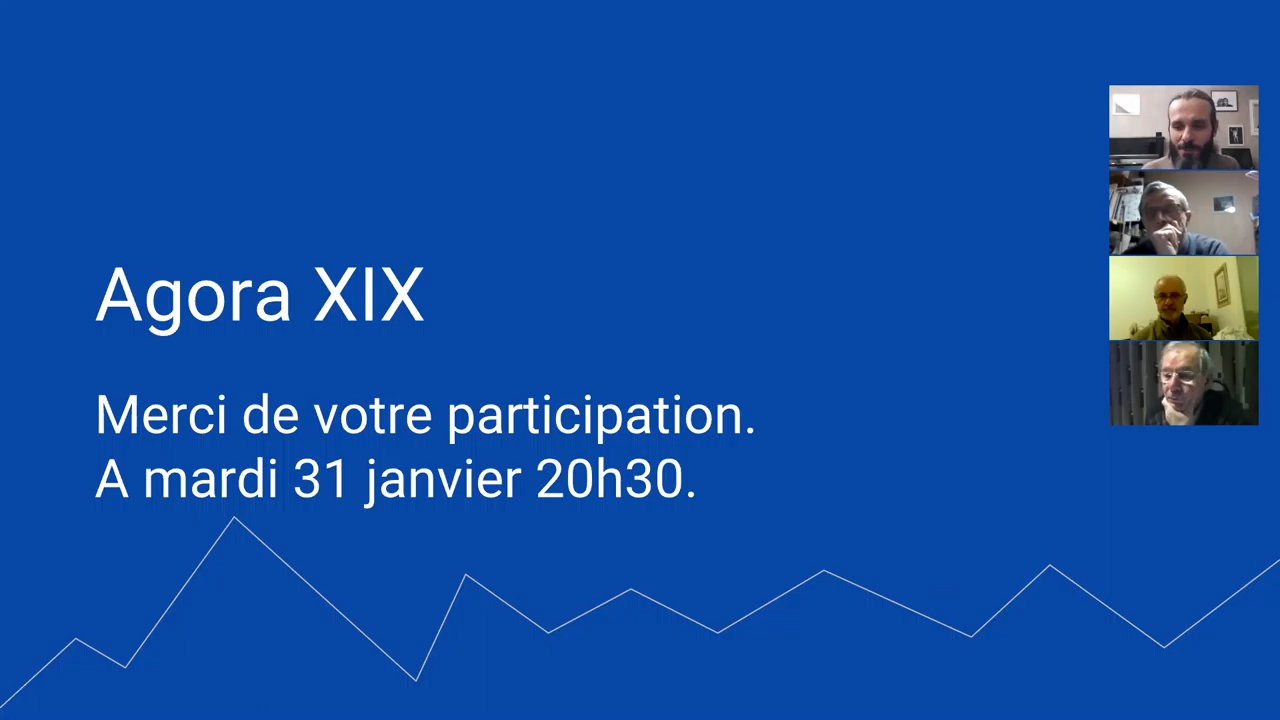 Agora XIX
Merci de votre participation.
A mardi 31 janvier 20h30.